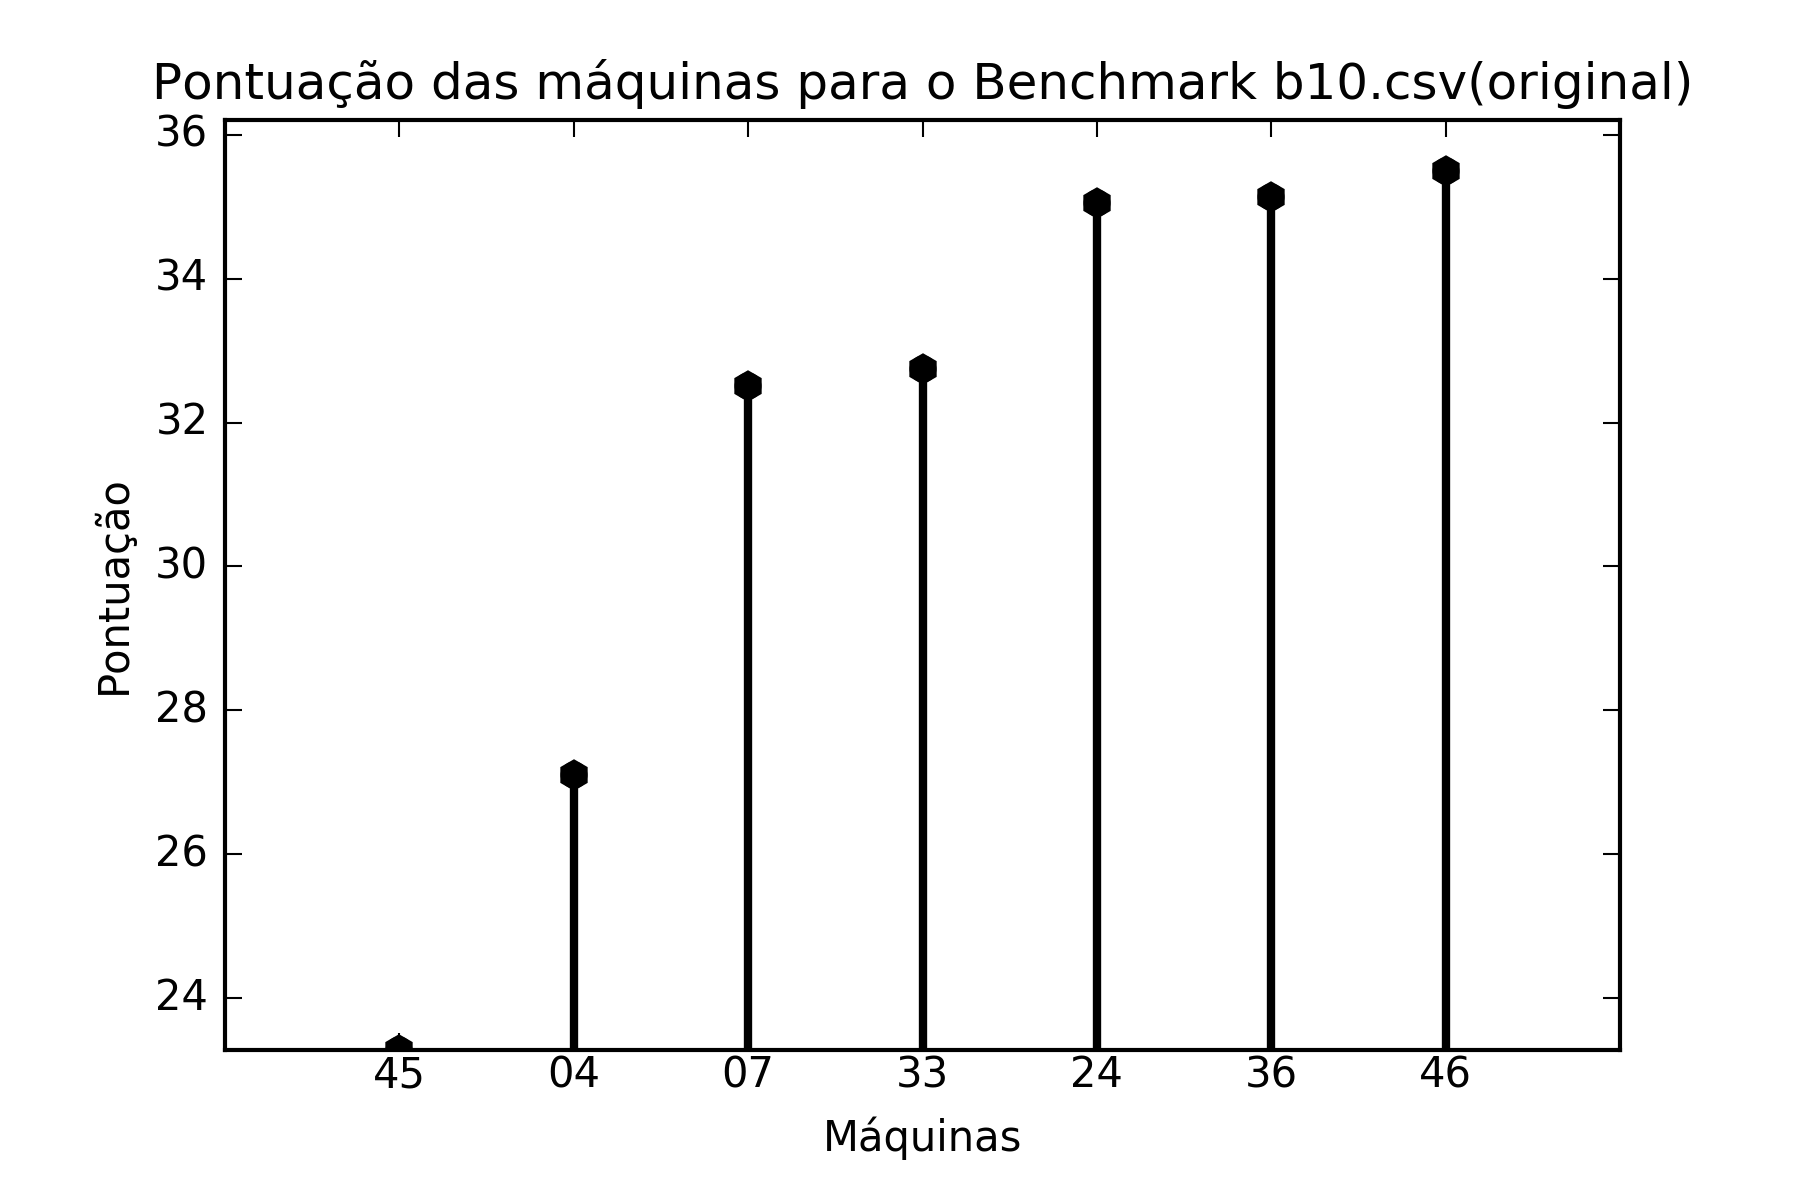 Pontuação das máquinas para o Benchmark b10.csv(original)
36
34
32
30
28
26
24
Pontuação
45 04 07 33 24 36 46
Máquinas